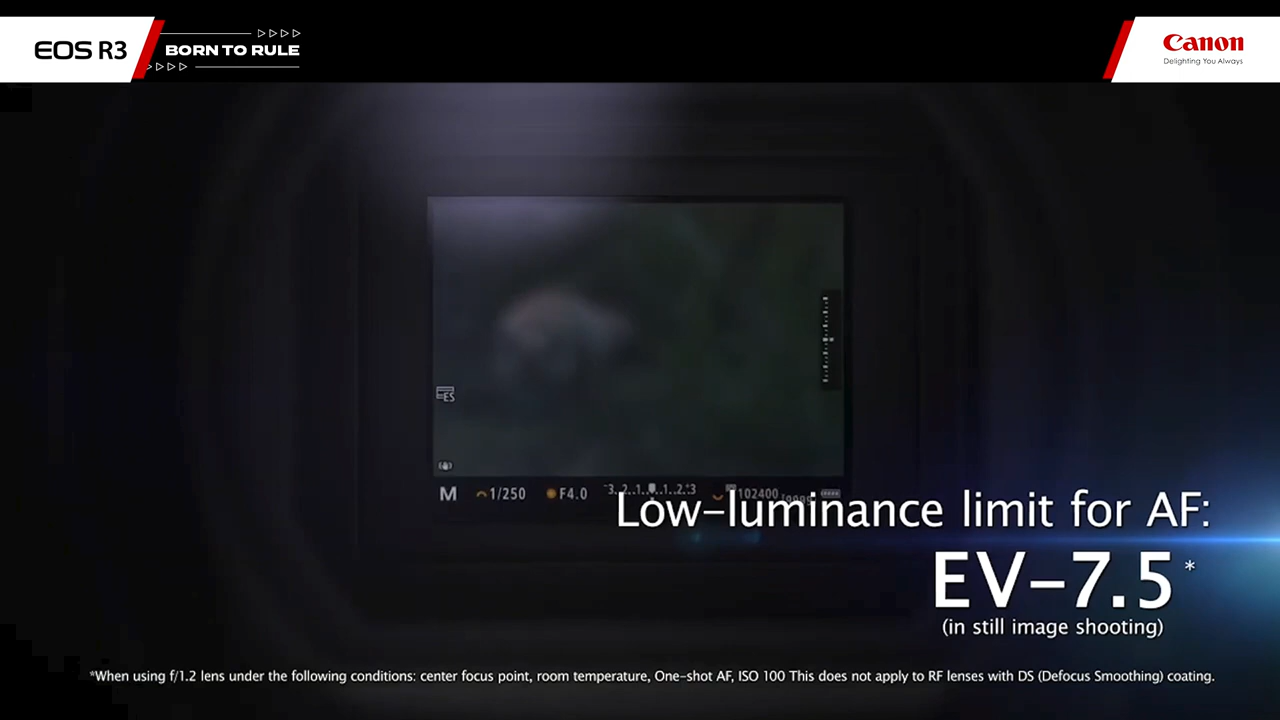 EOS R3
BORN TO RULE
Canon
Delighting You Always
ES
M 1/250 F4.0 -3..2..1..1..2..+3 102400
Low-luminance limit for AF:
EV-7.5*
(in still image shooting)
*When using f/1.2 lens under the following conditions: center focus point, room temperature, One-shot AF, ISO 100 This does not apply to RF lenses with DS (Defocus Smoothing) coating.